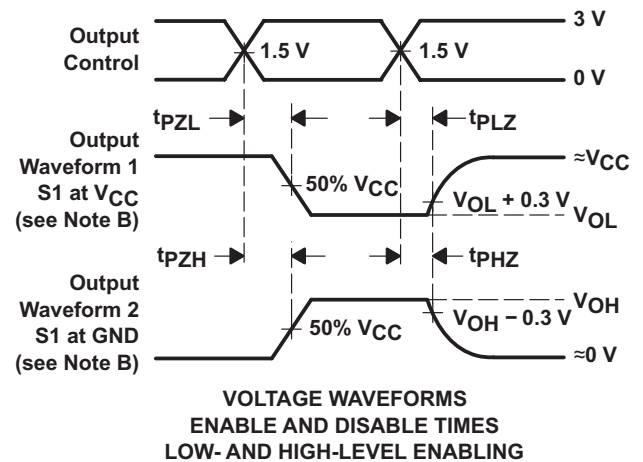 Output
Control
1.5 V
1.5 V
3 V
0 V
tPZL
tPLZ
Output
Waveform 1
S1 at VCC
(see Note B)
50% VCC
≈VCC
VOL + 0.3 V
VOL
tPZH
tPHZ
Output
Waveform 2
S1 at GND
(see Note B)
50% VCC
VOH
VOH − 0.3 V
≈0 V
VOLTAGE WAVEFORMS
ENABLE AND DISABLE TIMES
LOW- AND HIGH-LEVEL ENABLING